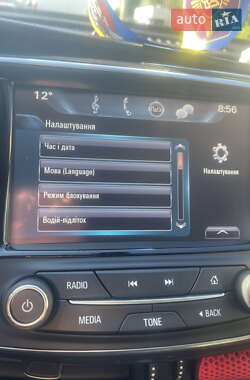 auto RIA
12°
8:56
Налаштування
Час і дата
Мова (Language)
Режим блокування
Водій-підліток
Налаштування
RADIO
MEDIA
TONE
BACK